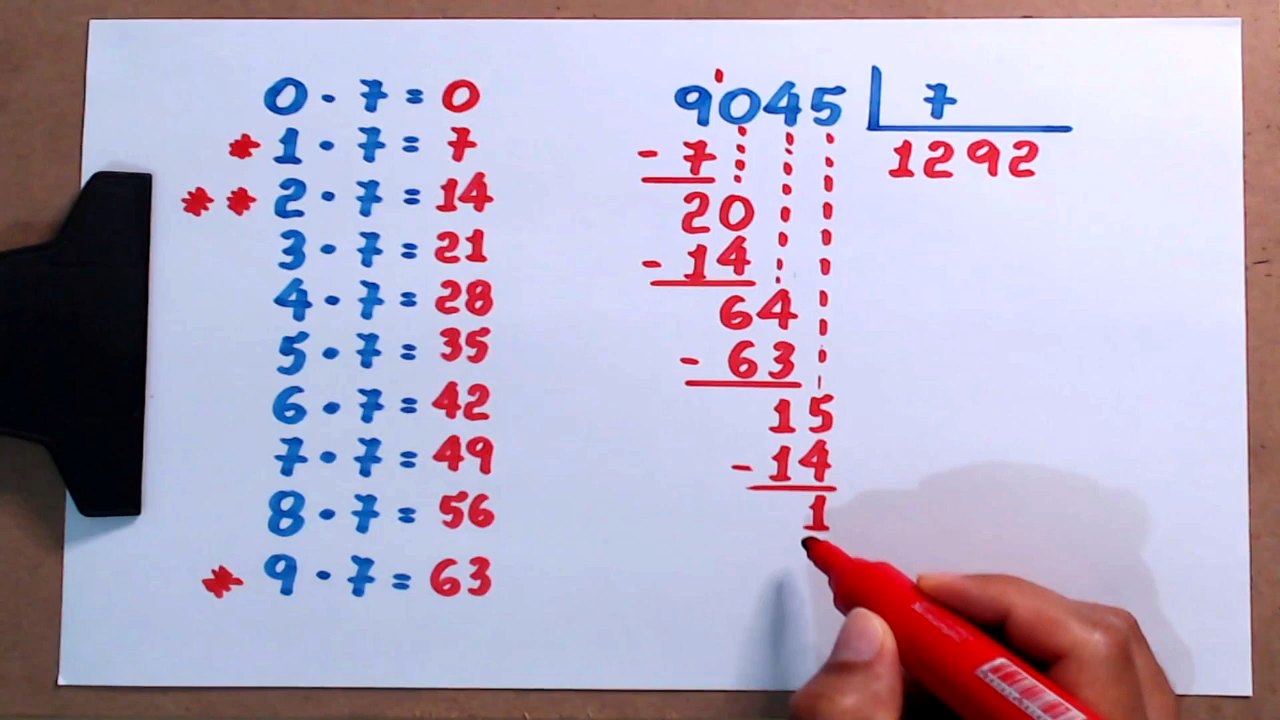 0 · 7 = 0
* 1 · 7 = 7
* * 2 · 7 = 14
3 · 7 = 21
4 · 7 = 28
5 · 7 = 35
6 · 7 = 42
7 · 7 = 49
8 · 7 = 56
* 9 · 7 = 63
9045 7
- 7 1292
20
- 14
64
- 63
15
- 14
1